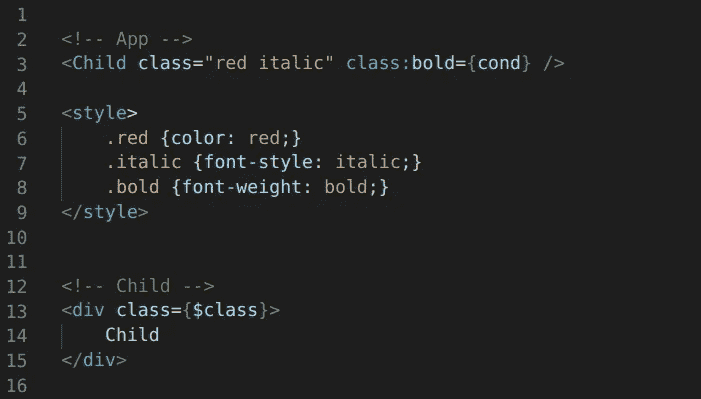 1
2 <!-- App -->
3 <Child class="red italic" class:bold={cond} />
4
5 <style>
6 .red {color: red;}
7 .italic {font-style: italic;}
8 .bold {font-weight: bold;}
9 </style>
10
11
12 <!-- Child -->
13 <div class={$class}>
14 Child
15 </div>
16